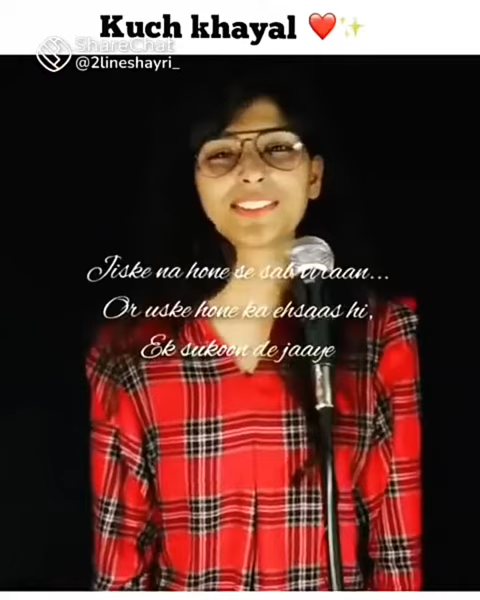 Kuch khayal ❤️✨
ShareChat
@2lineshayri_
Jiske na hone se sab viraan...
Or uske hone ka ehsaas hi,
Ek sukoon de jaaye